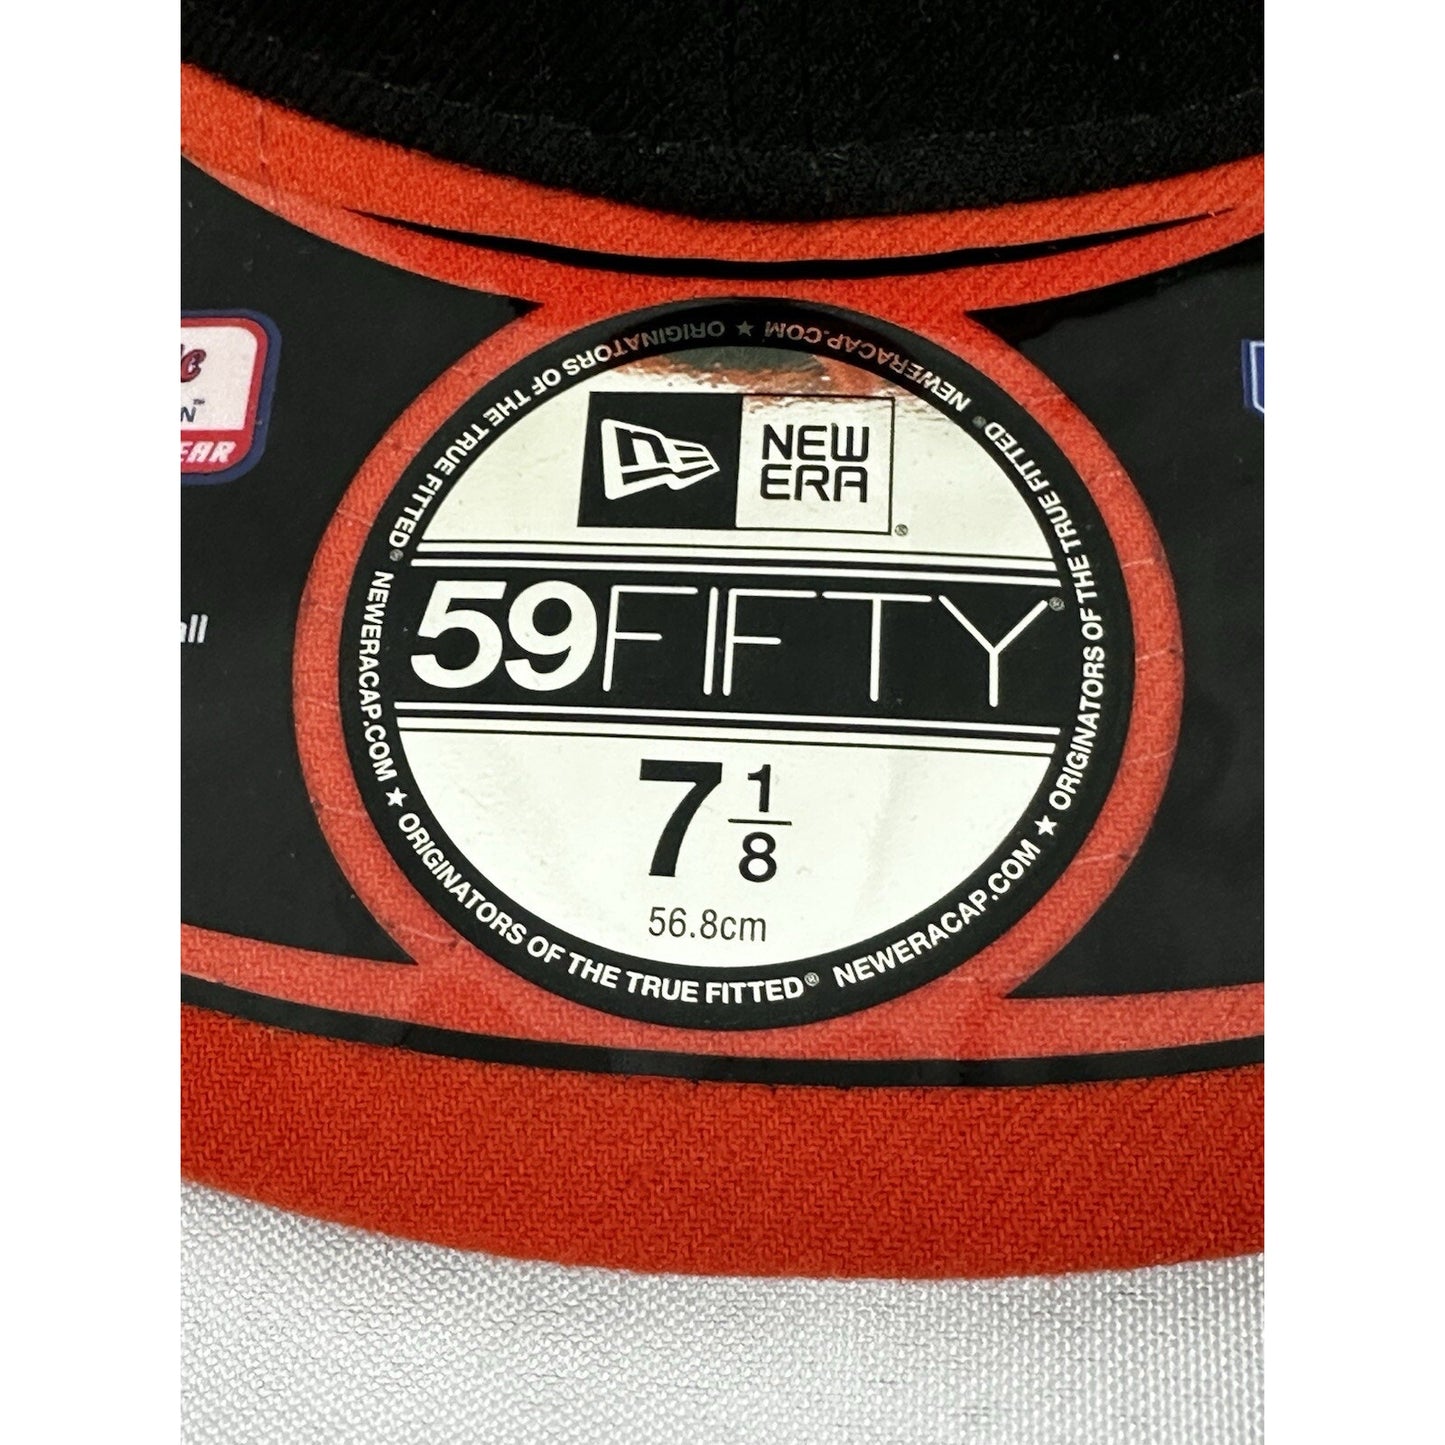 NEW
ERA
®
59FIFTY®
7 1/8
56.8cm
ORIGINATORS OF THE TRUE FITTED® NEWERACAP.COM ★ ORIGINATORS OF THE TRUE FITTED® NEWERACAP.COM ★ ORIGINATORS OF THE TRUE FITTED® NEWERACAP.COM ★